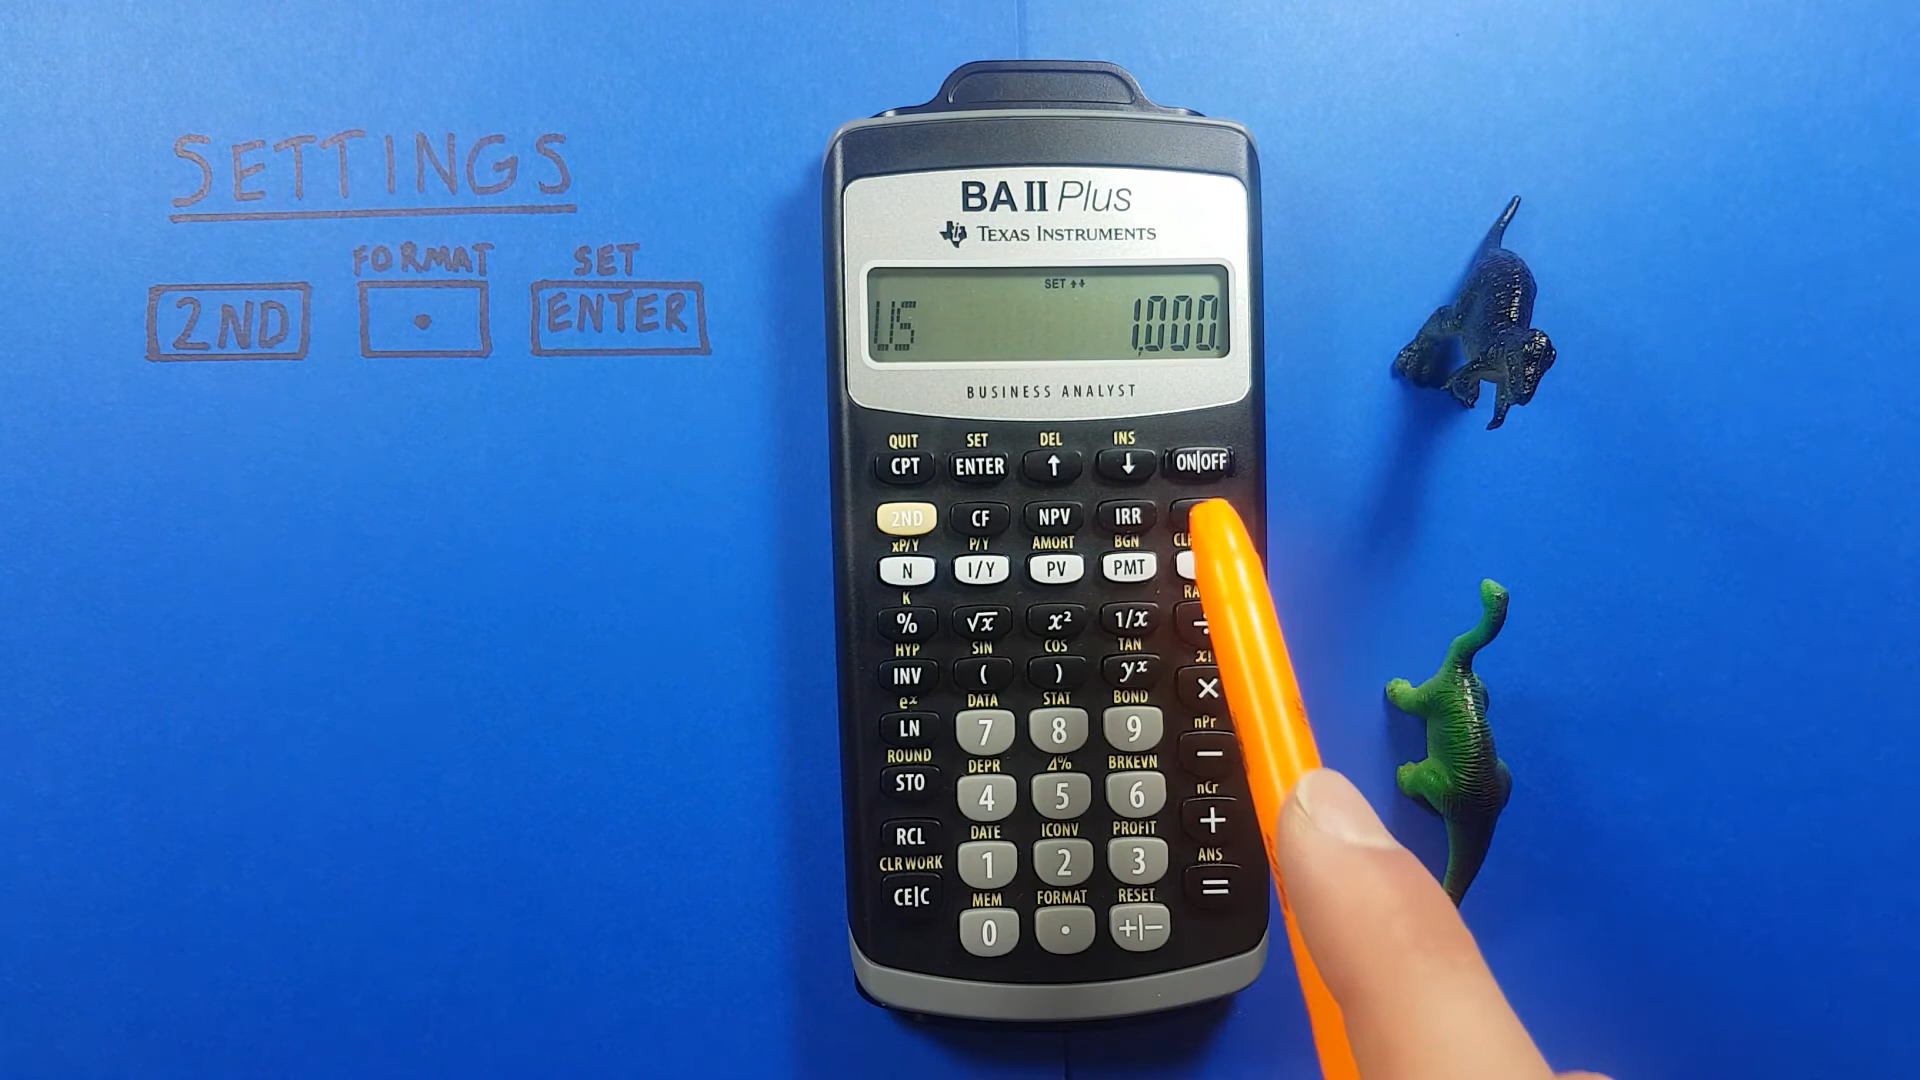 SETTINGS
FORMAT SET
2ND . ENTER
BA II Plus
TEXAS INSTRUMENTS
SET
US 1,000.
BUSINESS ANALYST
QUIT SET DEL INS
CPT ENTER ↑ ↓ ON|OFF
2ND CF NPV IRR
xP/Y P/Y AMORT BGN
N I/Y PV PMT
K
% √x x² 1/x ÷
HYP SIN COS TAN x!
INV ( ) yx ×
eˣ DATA STAT BOND nPr
LN 7 8 9 −
ROUND DEPR Δ% BRKEVN nCr
STO 4 5 6 +
DATE ICONV PROFIT ANS
RCL 1 2 3 =
CLR WORK MEM FORMAT RESET
CE|C 0 . +|−